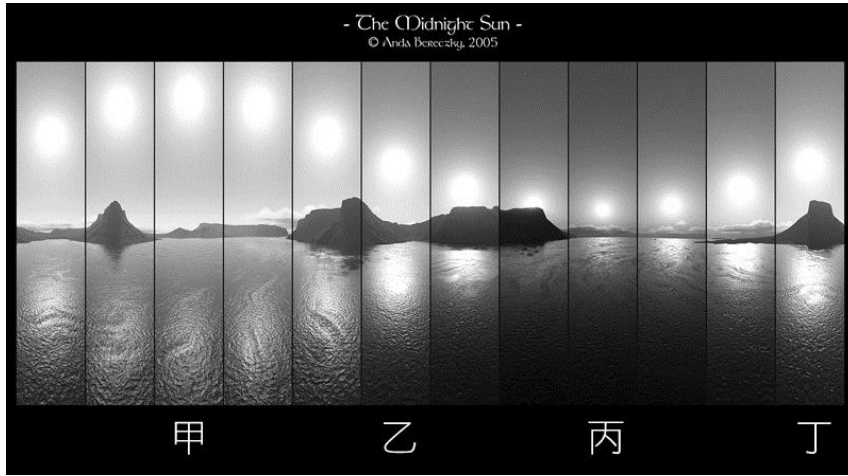 - The Midnight Sun -
© Anda Bereczky, 2005
甲 乙 丙 丁